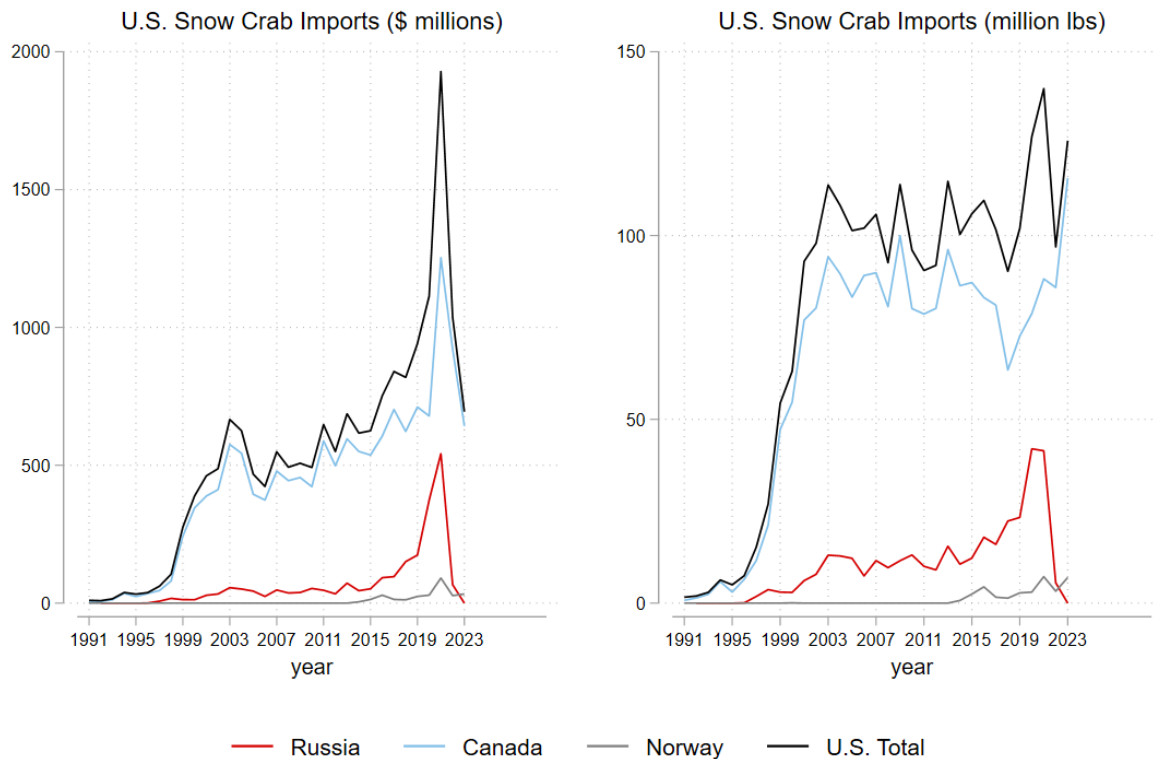 U.S. Snow Crab Imports ($ millions)
2000
1500
1000
500
0
1991 1995 1999 2003 2007 2011 2015 2019 2023
year
U.S. Snow Crab Imports (million lbs)
150
100
50
0
1991 1995 1999 2003 2007 2011 2015 2019 2023
year
Russia Canada Norway U.S. Total